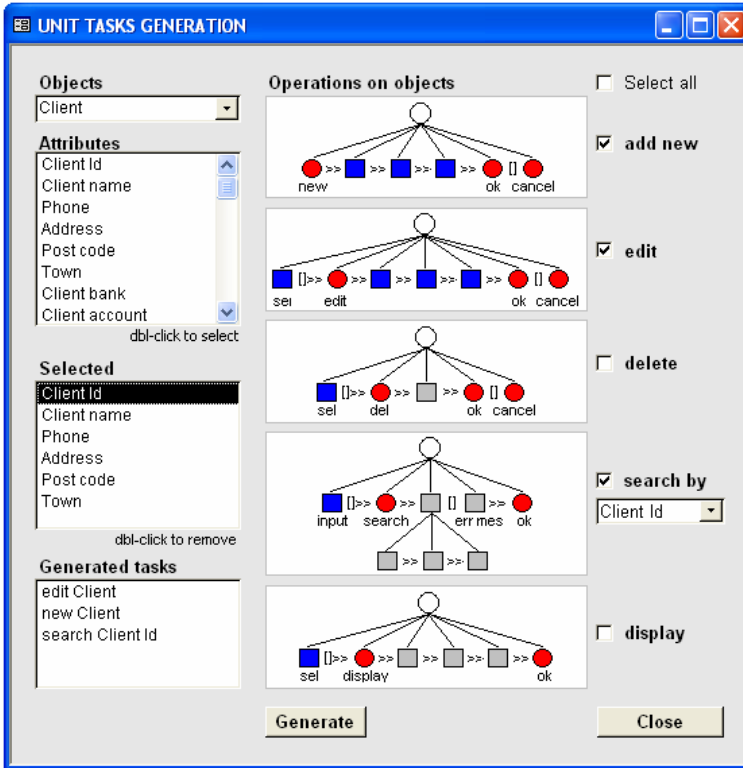 UNIT TASKS GENERATION
Objects
Client
Attributes
Client Id
Client name
Phone
Address
Post code
Town
Client bank
Client account
dbl-click to select
Selected
Client Id
Client name
Phone
Address
Post code
Town
dbl-click to remove
Generated tasks
edit Client
new Client
search Client Id
Operations on objects
>> >> >> >> []
new ok cancel
[]>> >> >> >> >> []
sel edit ok cancel
[]>> >> >> []
sel del ok cancel
[]>> >> [] >>
input search err mes ok
>> >>
[]>> >> >> >> >>
sel display ok
Select all
add new
edit
delete
search by
Client Id
display
Generate
Close